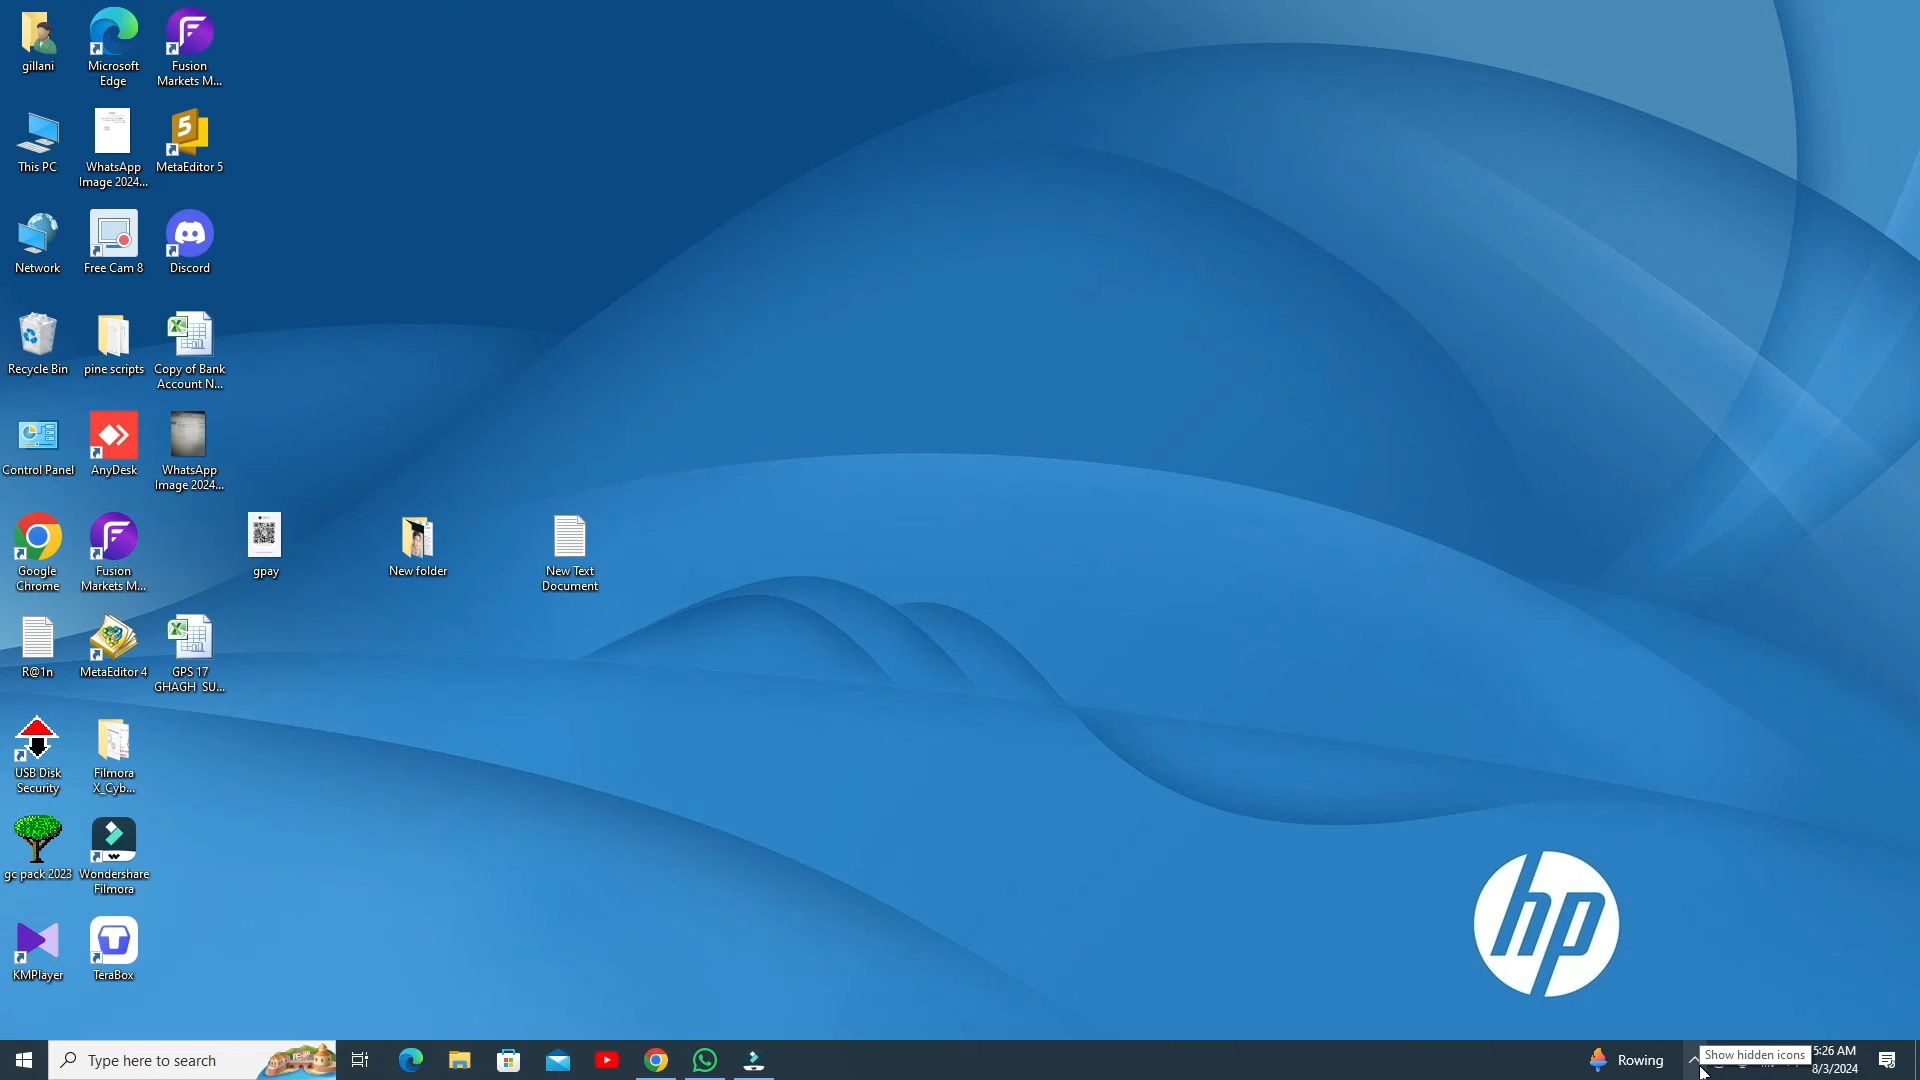 gillani
Microsoft
Edge
Fusion
Markets M...
This PC
WhatsApp
Image 2024...
5
MetaEditor 5
Network
Free Cam 8
Discord
Recycle Bin
pine scripts
Copy of Bank
Account N...
Control Panel
AnyDesk
WhatsApp
Image 2024...
Google
Chrome
Fusion
Markets M...
gpay
New folder
New Text
Document
R@1n
MetaEditor 4
GPS 17
GHAGH_SU...
USB Disk
Security
Filmora
X_Cyb...
gc pack 2023
Wondershare
Filmora
KMPlayer
TeraBox
hp
Type here to search
Rowing
Show hidden icons
5:26 AM
8/3/2024